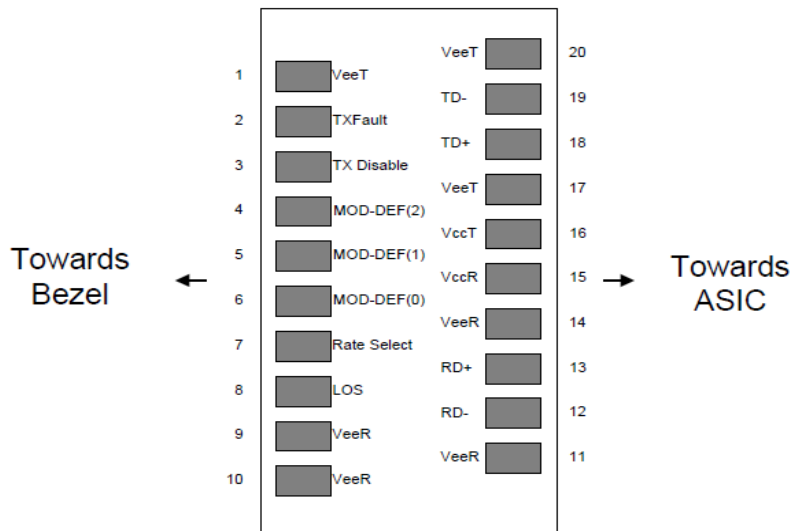 VeeT 20
1 VeeT
TD- 19
2 TXFault
TD+ 18
3 TX Disable
VeeT 17
4 MOD-DEF(2)
VccT 16
5 MOD-DEF(1)
VccR 15
6 MOD-DEF(0)
VeeR 14
7 Rate Select
RD+ 13
8 LOS
RD- 12
9 VeeR
VeeR 11
10 VeeR
Towards
Bezel
Towards
ASIC